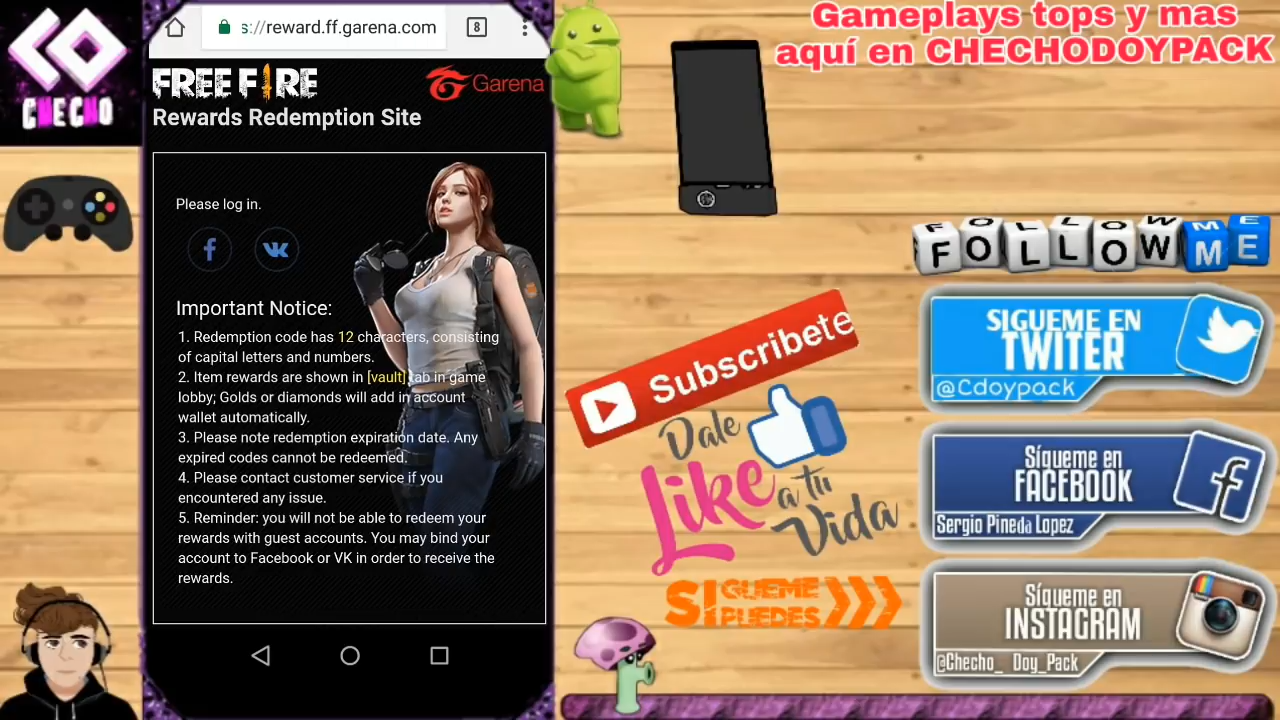 CHECHO
s://reward.ff.garena.com
8
FREE FIRE
Garena
Rewards Redemption Site
Please log in.
Important Notice:
1. Redemption code has 12 characters, consisting
of capital letters and numbers.
2. Item rewards are shown in [vault] tab in game
lobby; Golds or diamonds will add in account
wallet automatically.
3. Please note redemption expiration date. Any
expired codes cannot be redeemed.
4. Please contact customer service if you
encountered any issue.
5. Reminder: you will not be able to redeem your
rewards with guest accounts. You may bind your
account to Facebook or VK in order to receive the
rewards.
Gameplays tops y mas
aquí en CHECHODOYPACK
FOLLOW ME
Suscribete
Dale
Like
a tu
Vida
SIGUEME
PUEDES
SIGUEME EN
TWITER
@Cdoypack
Síqueme en
FACEBOOK
Sergio Pineda Lopez
Síqueme en
INSTAGRAM
@Checho_ Doy_Pack